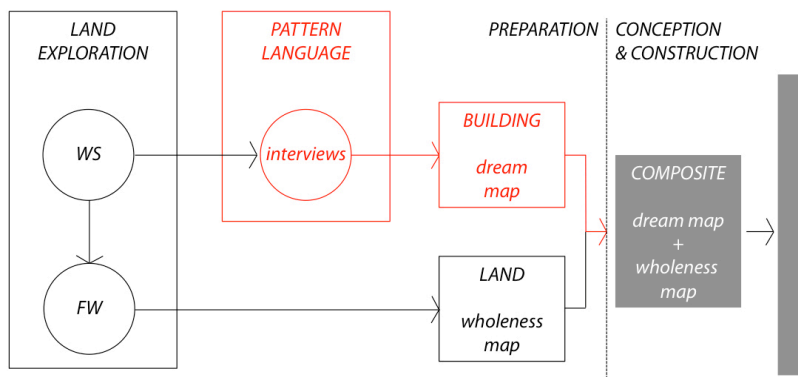 LAND
EXPLORATION
PATTERN
LANGUAGE
PREPARATION
CONCEPTION
& CONSTRUCTION
WS
interviews
BUILDING
dream
map
COMPOSITE
dream map
+
wholeness
map
FW
LAND
wholeness
map